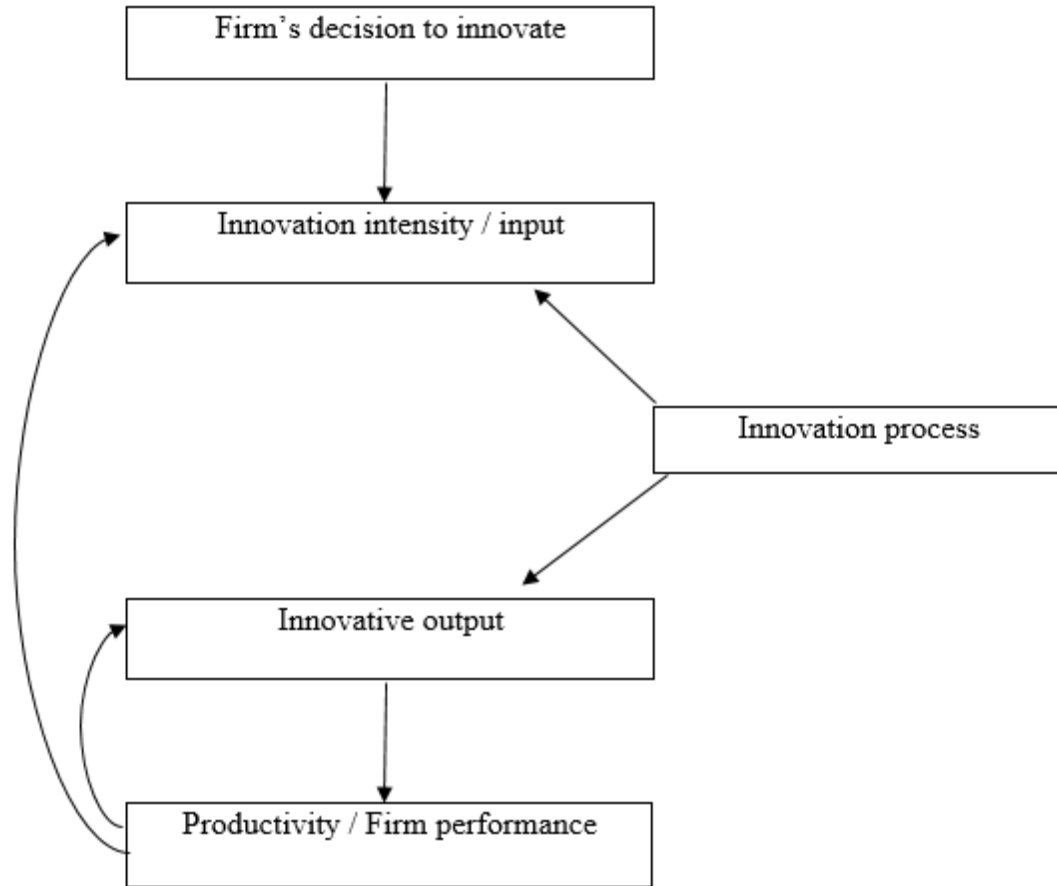 Firm’s decision to innovate
Innovation intensity / input
Innovation process
Innovative output
Productivity / Firm performance